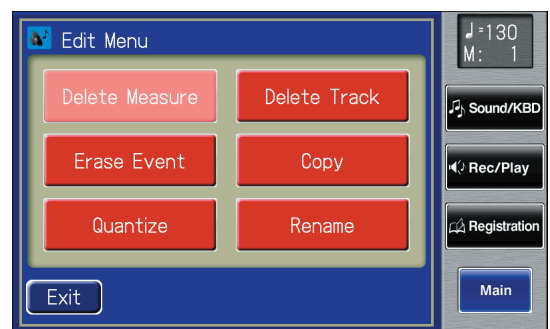 Edit Menu
Delete Measure
Delete Track
Erase Event
Copy
Quantize
Rename
Exit
♩=130
M: 1
Sound/KBD
Rec/Play
Registration
Main